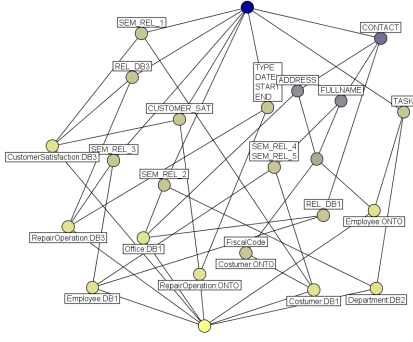 SEM_REL_1
CONTACT
REL_DB3
TYPE
DATE
START
END
ADDRESS
FULLNAME
TASK
CUSTOMER_SAT
SEM_REL_3
CustomerSatisfaction:DB3
SEM_REL_4
SEM_REL_5
SEM_REL_2
REL_DB1
Employee:ONTO
RepairOperation:DB3
Office:DB1
FiscalCode
Costumer:ONTO
RepairOperation:ONTO
Employee:DB1
Costumer:DB1
Department:DB2